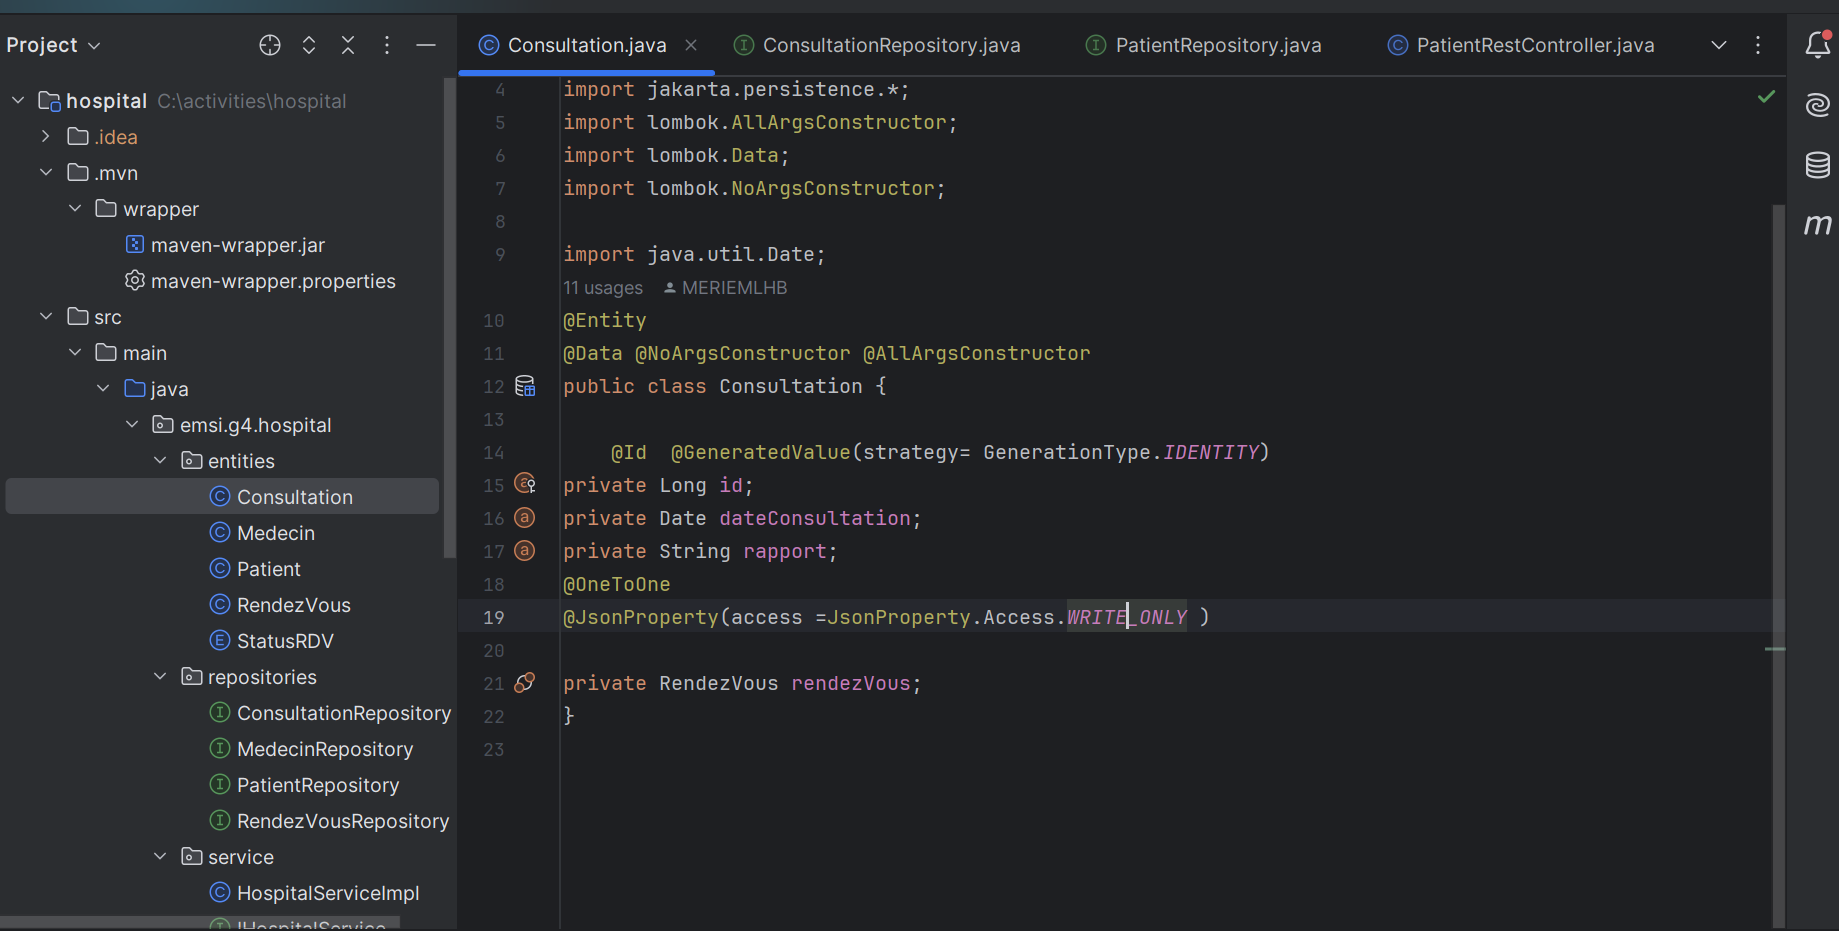 Project
hospital C:\activities\hospital
.idea
.mvn
wrapper
maven-wrapper.jar
maven-wrapper.properties
src
main
java
emsi.g4.hospital
entities
Consultation
Medecin
Patient
RendezVous
StatusRDV
repositories
ConsultationRepository
MedecinRepository
PatientRepository
RendezVousRepository
service
HospitalServiceImpl
IHospitalService
Consultation.java
ConsultationRepository.java
PatientRepository.java
PatientRestController.java
4 import jakarta.persistence.*;
5 import lombok.AllArgsConstructor;
6 import lombok.Data;
7 import lombok.NoArgsConstructor;
8
9 import java.util.Date;
11 usages MERIEMLHB
10 @Entity
11 @Data @NoArgsConstructor @AllArgsConstructor
12 public class Consultation {
13
14 @Id  @GeneratedValue(strategy= GenerationType.IDENTITY)
15 private Long id;
16 private Date dateConsultation;
17 private String rapport;
18 @OneToOne
19 @JsonProperty(access =JsonProperty.Access.WRITE_ONLY )
20
21 private RendezVous rendezVous;
22 }
23
m